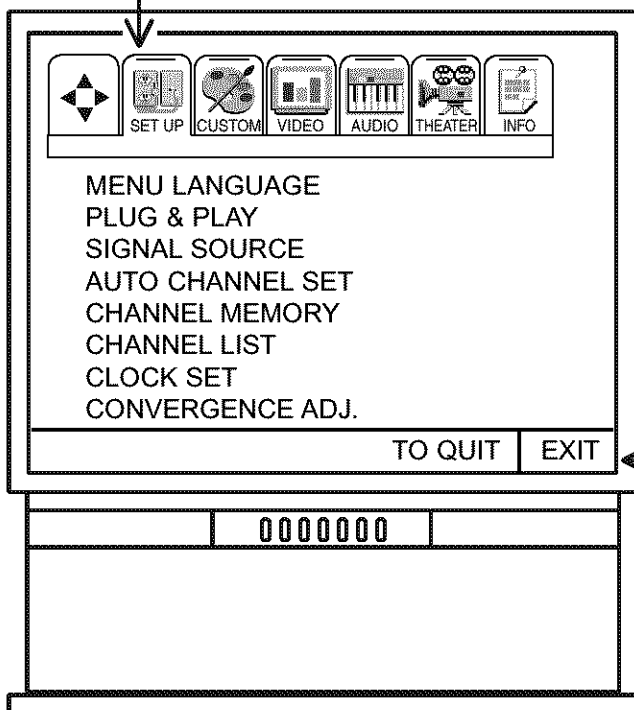 SET UP CUSTOM VIDEO AUDIO THEATER INFO
MENU LANGUAGE
PLUG & PLAY
SIGNAL SOURCE
AUTO CHANNEL SET
CHANNEL MEMORY
CHANNEL LIST
CLOCK SET
CONVERGENCE ADJ.
TO QUIT EXIT